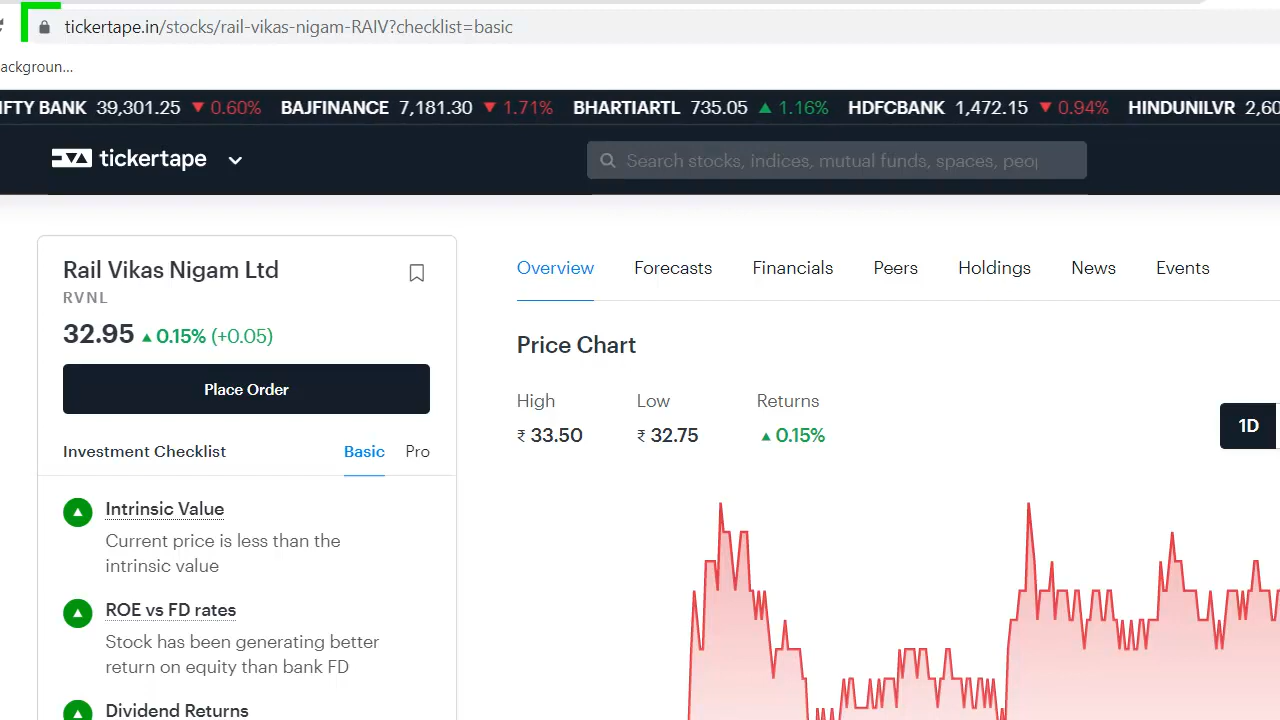 tickertape.in/stocks/rail-vikas-nigam-RAIV?checklist=basic
ackgroun...
IFTY BANK 39,301.25 ▼ 0.60% BAJFINANCE 7,181.30 ▼ 1.71% BHARTIARTL 735.05 ▲ 1.16% HDFCBANK 1,472.15 ▼ 0.94% HINDUNILVR 2,60
tickertape
Search stocks, indices, mutual funds, spaces, peop
Rail Vikas Nigam Ltd
RVNL
32.95 ▲ 0.15% (+0.05)
Place Order
Investment Checklist Basic Pro
Intrinsic Value
Current price is less than the
intrinsic value
ROE vs FD rates
Stock has been generating better
return on equity than bank FD
Dividend Returns
Overview Forecasts Financials Peers Holdings News Events
Price Chart
High Low Returns
₹ 33.50 ₹ 32.75 ▲ 0.15%
1D